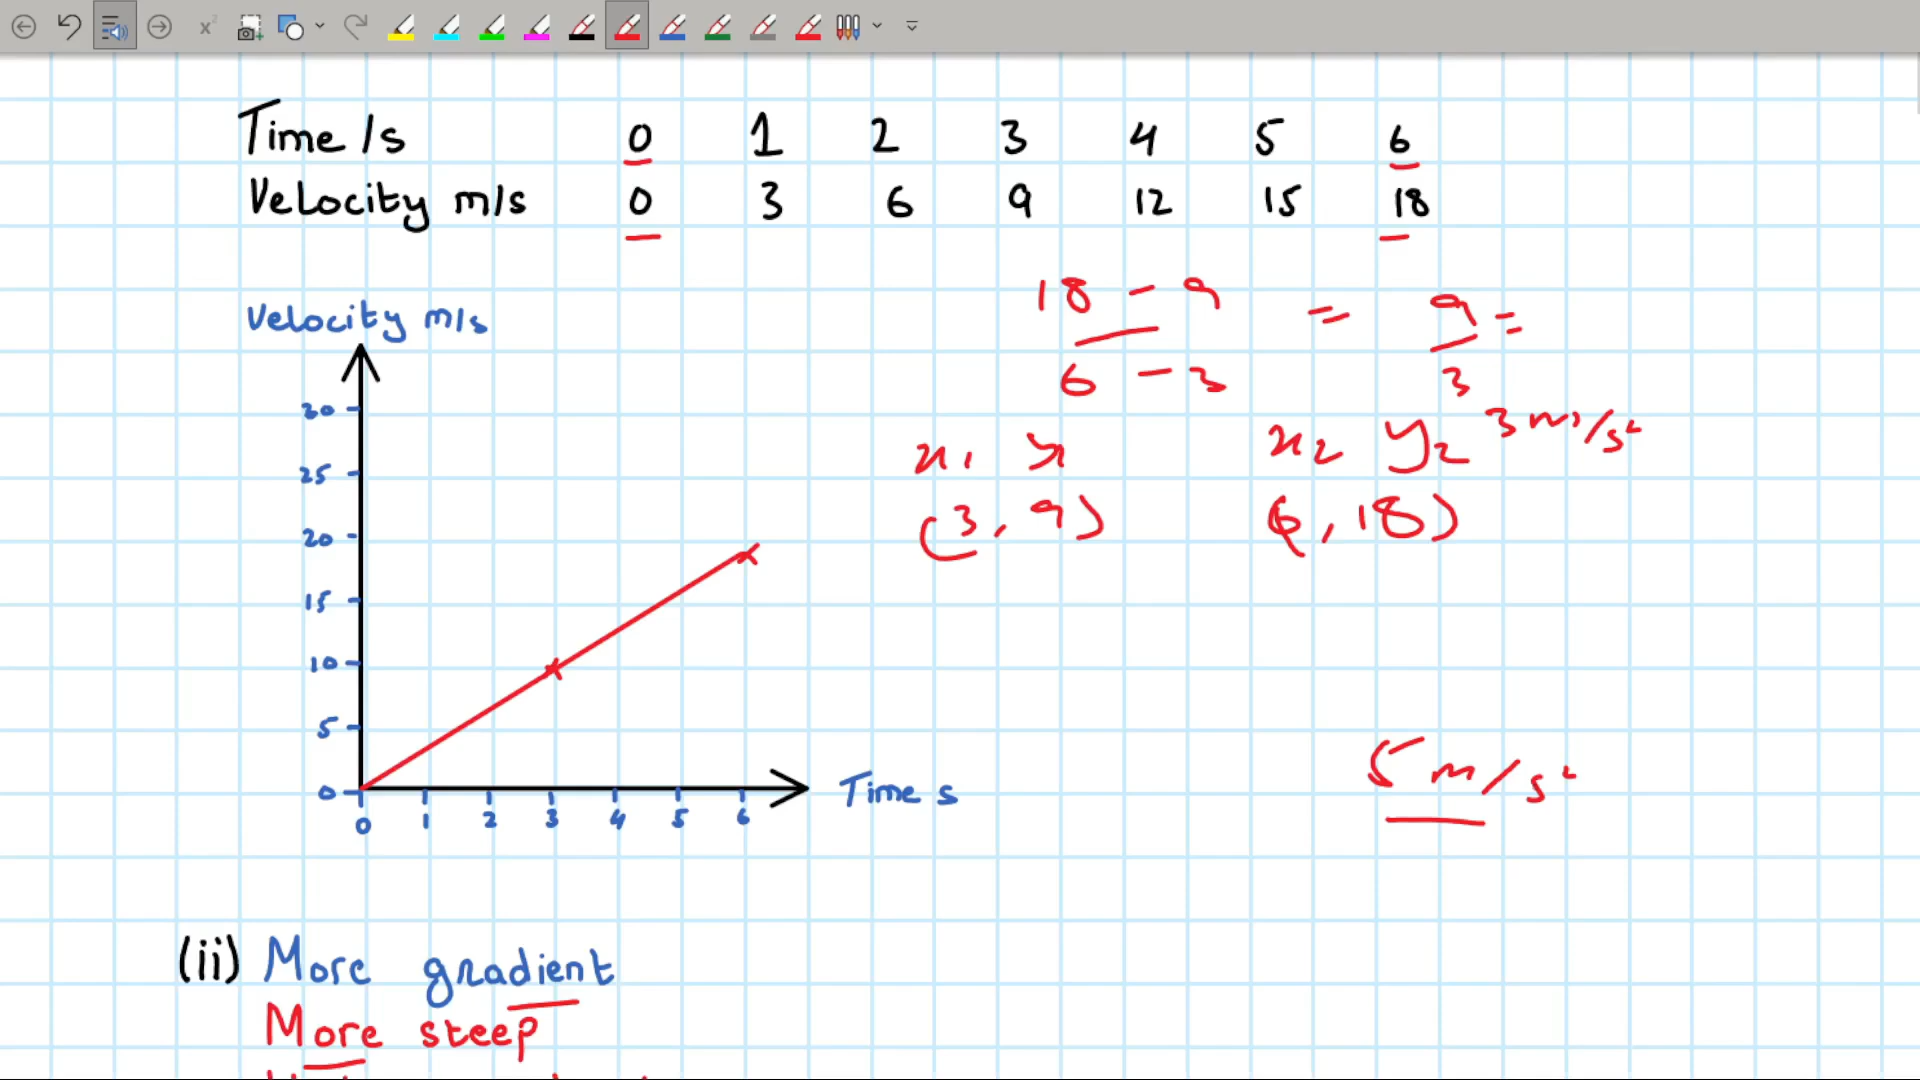 Time /s 0 1 2 3 4 5 6
Velocity m/s 0 3 6 9 12 15 18
18 - 9 = 9 =
6 - 3 3
3 m/s²
Velocity m/s
x₁ y x₂ y₂
(3, 9) (6, 18)
30
25
20
15
10
5
0
0 1 2 3 4 5 6
Time s
5 m/s²
(ii) More gradient
More steep